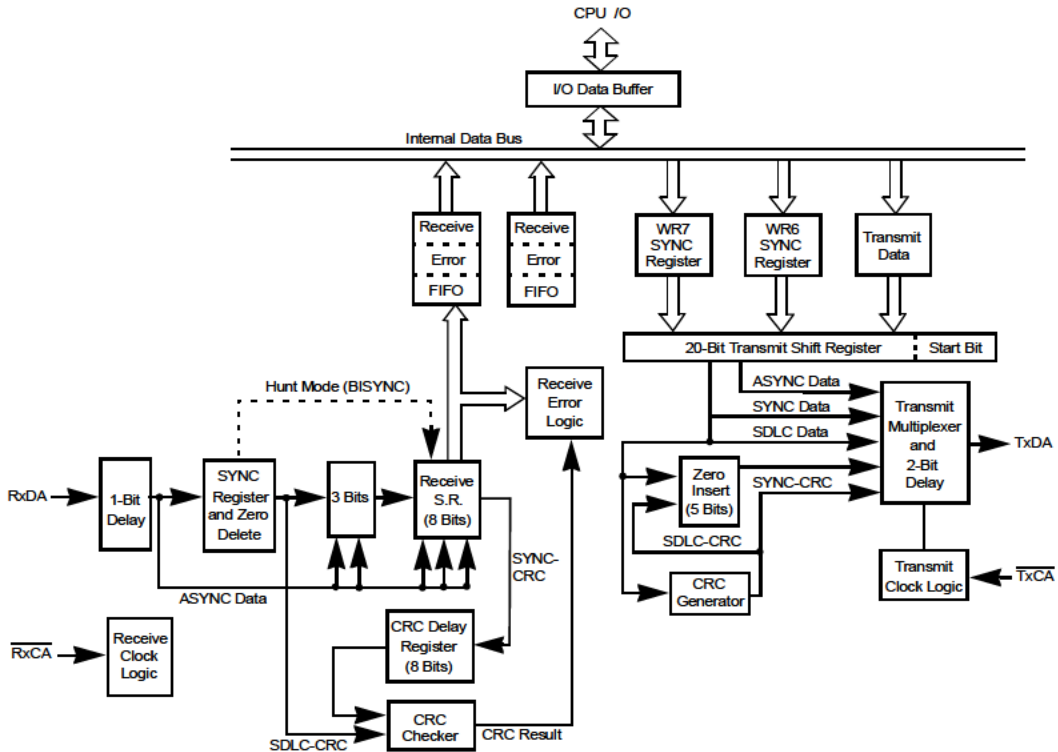 CPU I/O
I/O Data Buffer
Internal Data Bus
Receive
Error
FIFO
Receive
Error
FIFO
WR7
SYNC
Register
WR6
SYNC
Register
Transmit
Data
20-Bit Transmit Shift Register
Start Bit
Hunt Mode (BISYNC)
Receive
Error
Logic
ASYNC Data
SYNC Data
SDLC Data
Transmit
Multiplexer
and
2-Bit
Delay
TxDA
RxDA
1-Bit
Delay
SYNC
Register
and Zero
Delete
3 Bits
Receive
S.R.
(8 Bits)
Zero
Insert
(5 Bits)
SYNC-CRC
SDLC-CRC
SYNC-
CRC
ASYNC Data
CRC
Generator
Transmit
Clock Logic
TxCA
RxCA
Receive
Clock
Logic
CRC Delay
Register
(8 Bits)
CRC
Checker
SDLC-CRC
CRC Result